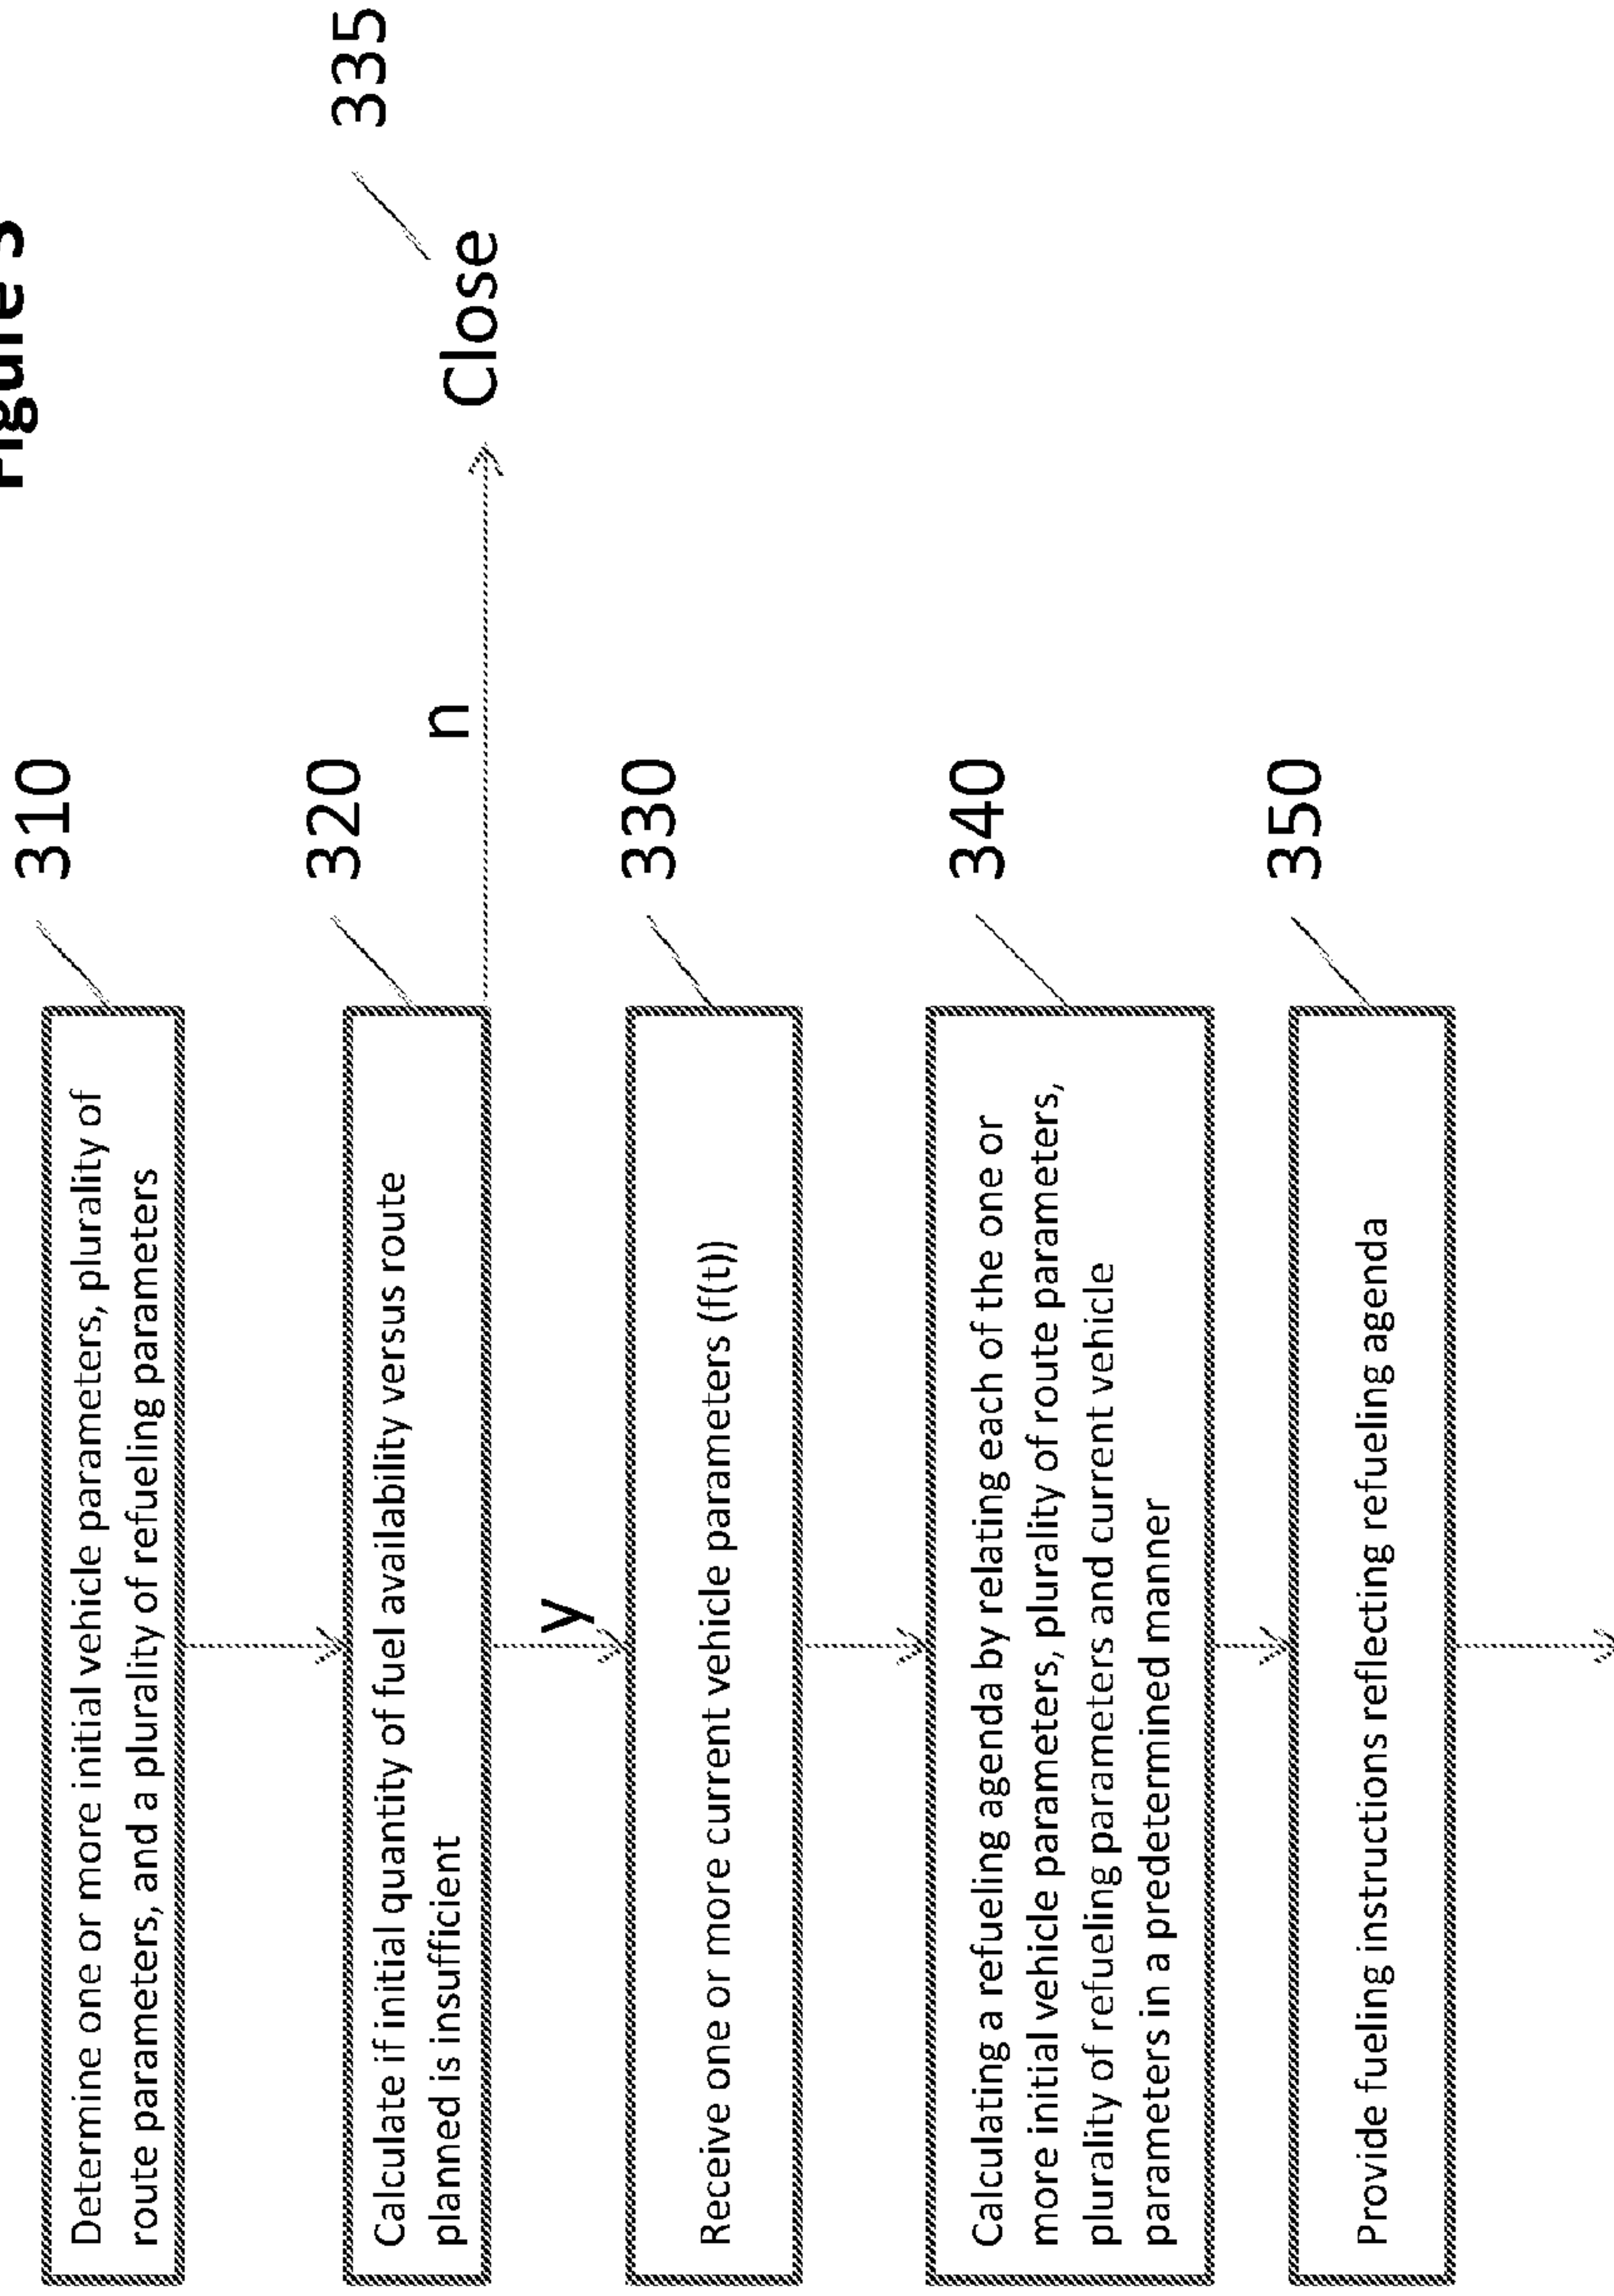 Figure 3
310
Determine one or more initial vehicle parameters, plurality of
route parameters, and a plurality of refueling parameters
320
Calculate if initial quantity of fuel availability versus route
planned is insufficient
n
Close
335
y
330
Receive one or more current vehicle parameters (f(t))
340
Calculating a refueling agenda by relating each of the one or
more initial vehicle parameters, plurality of route parameters,
plurality of refueling parameters and current vehicle
parameters in a predetermined manner
350
Provide fueling instructions reflecting refueling agenda